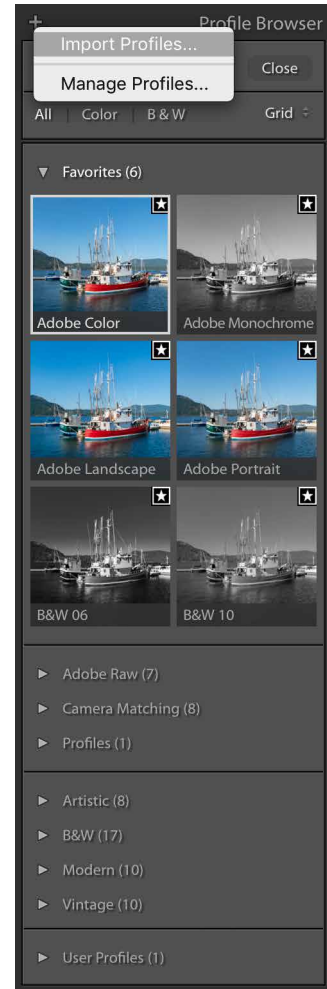 + Profile Browser
Import Profiles...
Close
Manage Profiles...
All | Color | B & W Grid
Favorites (6)
Adobe Color Adobe Monochrome
Adobe Landscape Adobe Portrait
B&W 06 B&W 10
Adobe Raw (7)
Camera Matching (8)
Profiles (1)
Artistic (8)
B&W (17)
Modern (10)
Vintage (10)
User Profiles (1)